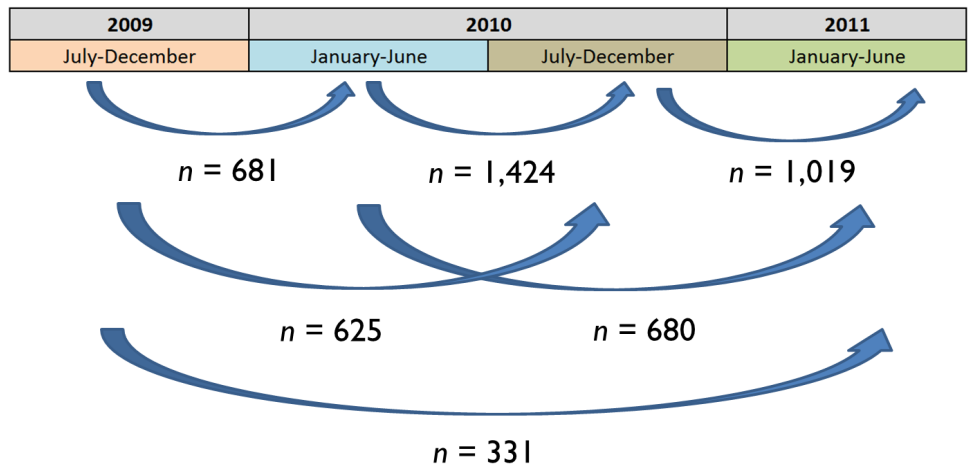 2009 2010 2011
July-December January-June July-December January-June
n = 681 n = 1,424 n = 1,019
n = 625 n = 680
n = 331